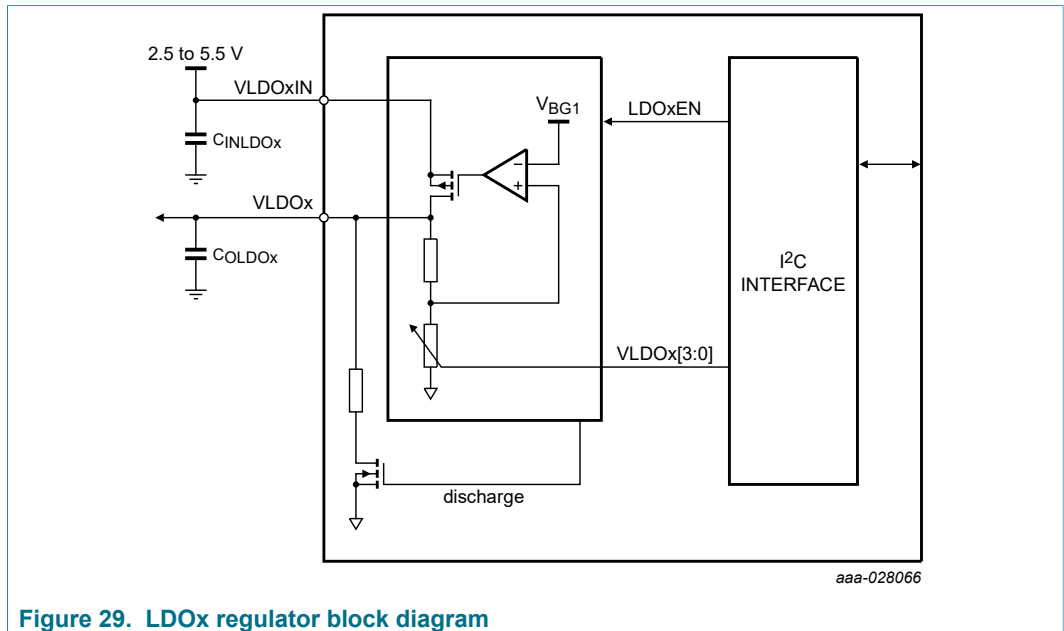 2.5 to 5.5 V
VLDOxIN
CINLDOx
VLDOx
COLDOx
VBG1
−
+
LDOxEN
I2C
INTERFACE
VLDOx[3:0]
discharge
aaa-028066
Figure 29. LDOx regulator block diagram